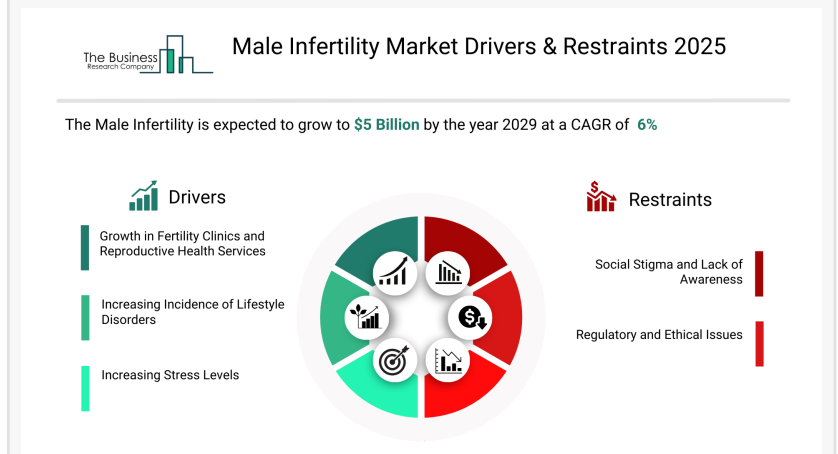 The Business
Research Company
Male Infertility Market Drivers & Restraints 2025
The Male Infertility is expected to grow to $5 Billion by the year 2029 at a CAGR of 6%
Drivers
Growth in Fertility Clinics and
Reproductive Health Services
Increasing Incidence of Lifestyle
Disorders
Increasing Stress Levels
$
$
Restraints
Social Stigma and Lack of
Awareness
Regulatory and Ethical Issues